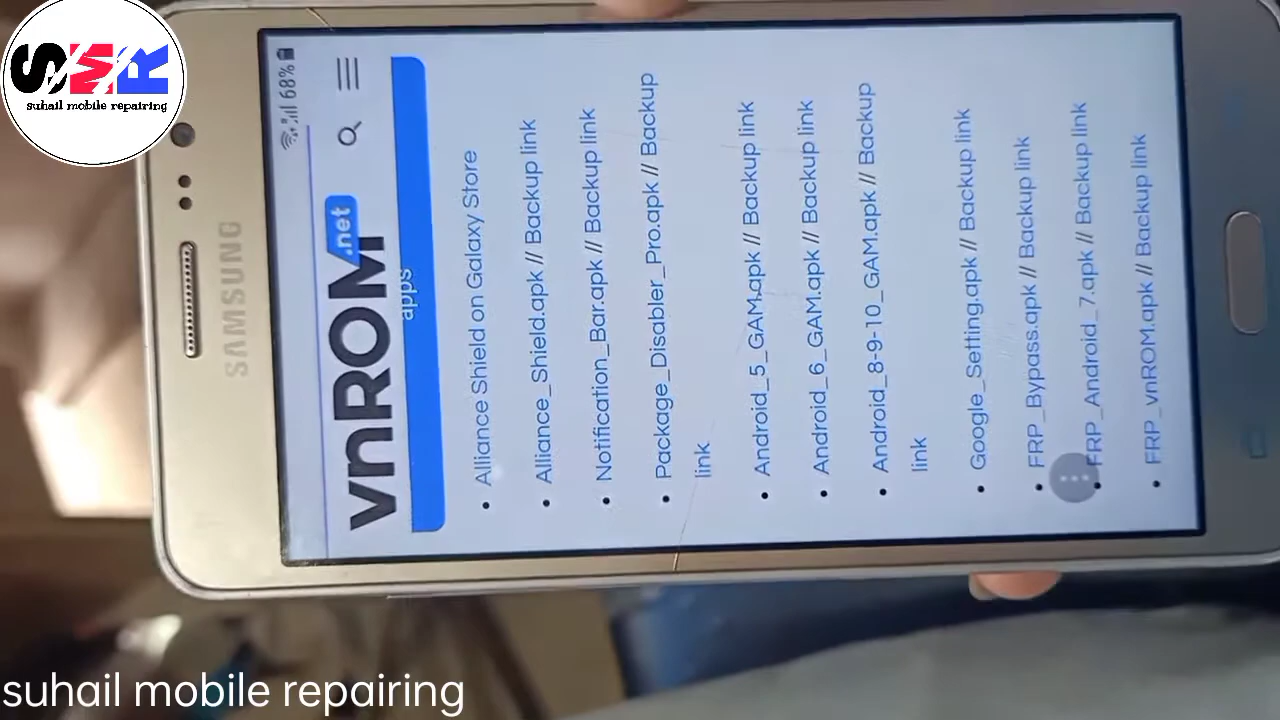 SMR
suhail mobile repairing
SAMSUNG
68%
vnROM.net
apps
• Alliance Shield on Galaxy Store
• Alliance_Shield.apk // Backup link
• Notification_Bar.apk // Backup link
• Package_Disabler_Pro.apk // Backup
link
• Android_5_GAM.apk // Backup link
• Android_6_GAM.apk // Backup link
• Android_8-9-10_GAM.apk // Backup
link
• Google_Setting.apk // Backup link
• FRP_Bypass.apk // Backup link
• FRP_Android_7.apk // Backup link
• FRP_vnROM.apk // Backup link
suhail mobile repairing